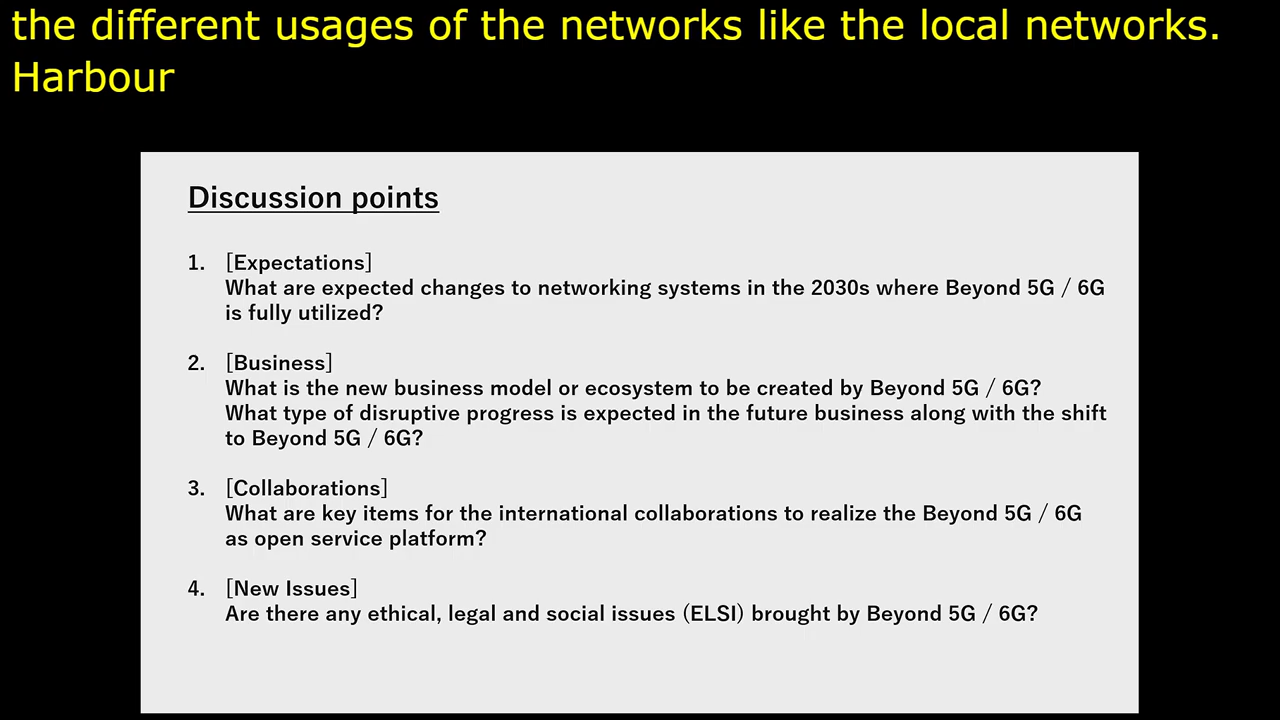 the different usages of the networks like the local networks.
Harbour
Discussion points
1. [Expectations]
What are expected changes to networking systems in the 2030s where Beyond 5G / 6G
is fully utilized?
2. [Business]
What is the new business model or ecosystem to be created by Beyond 5G / 6G?
What type of disruptive progress is expected in the future business along with the shift
to Beyond 5G / 6G?
3. [Collaborations]
What are key items for the international collaborations to realize the Beyond 5G / 6G
as open service platform?
4. [New Issues]
Are there any ethical, legal and social issues (ELSI) brought by Beyond 5G / 6G?